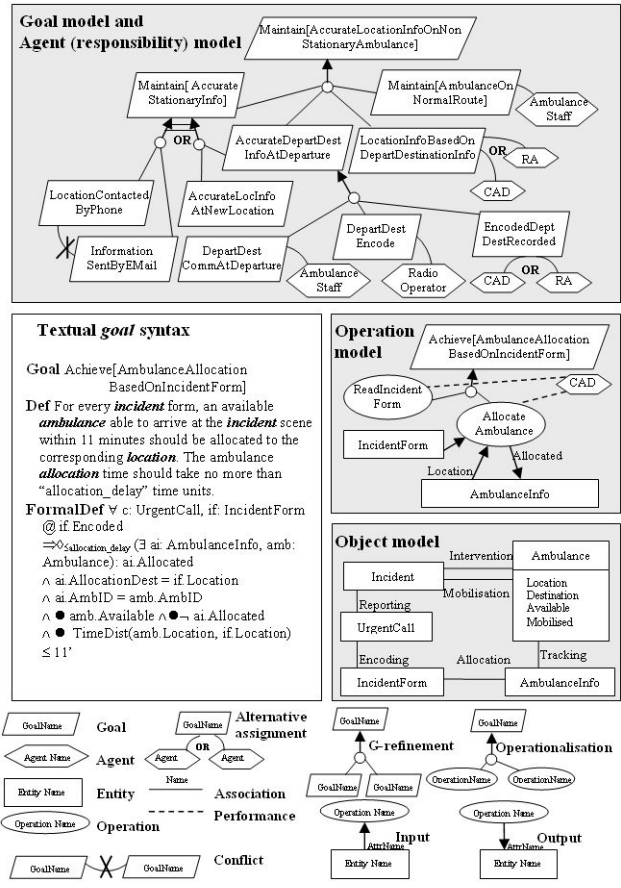 Goal model and
Agent (responsibility) model
Maintain[AccurateLocationInfoOnNon
StationaryAmbulance]
Maintain[ Accurate
StationaryInfo]
Maintain[AmbulanceOn
NormalRoute]
Ambulance
Staff
OR
AccurateDepartDest
InfoAtDeparture
LocationInfoBasedOn
DepartDestinationInfo
OR
RA
CAD
LocationContacted
ByPhone
AccurateLocInfo
AtNewLocation
Information
SentByEMail
DepartDest
CommAtDeparture
Ambulance
Staff
DepartDest
Encode
Radio
Operator
EncodedDept
DestRecorded
CAD
OR
RA
Textual goal syntax
Goal Achieve[AmbulanceAllocation
BasedOnIncidentForm]
Def For every incident form, an available
ambulance able to arrive at the incident scene
within 11 minutes should be allocated to the
corresponding location. The ambulance
allocation time should take no more than
“allocation_delay” time units.
FormalDef ∀ c: UrgentCall, if: IncidentForm
@ if.Encoded
⇒◊≤allocation_delay (∃ ai: AmbulanceInfo, amb:
Ambulance): ai.Allocated
∧ ai.AllocationDest = if.Location
∧ ai.AmbID = amb.AmbID
∧ ● amb.Available ∧●¬ ai.Allocated
∧ ● TimeDist(amb.Location, if.Location)
≤ 11’
Operation
model
Achieve[AmbulanceAllocation
BasedOnIncidentForm]
ReadIncident
Form
CAD
Allocate
Ambulance
IncidentForm
Location
Allocated
AmbulanceInfo
Object model
Intervention
Ambulance
Incident
Mobilisation
Location
Destination
Available
Mobilised
Reporting
UrgentCall
Encoding
Allocation
Tracking
IncidentForm
AmbulanceInfo
GoalName
Goal
Agent Name
Agent
Entity Name
Entity
Operation Name
Operation
GoalName
GoalName
Conflict
GoalName
Alternative
assignment
OR
Agent
Agent
Name
Association
Performance
GoalName
G-refinement
GoalName
GoalName
Operation Name
Input
AttrName
Entity Name
GoalName
Operationalisation
OperationName
OperationName
Operation Name
Output
AttrName
Entity Name